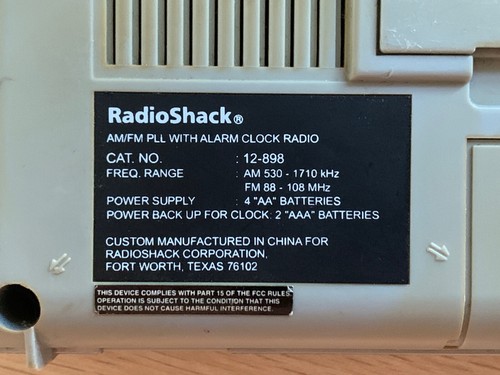 RadioShack®
AM/FM PLL WITH ALARM CLOCK RADIO
CAT. NO. : 12-898
FREQ. RANGE : AM 530 - 1710 kHz
FM 88 - 108 MHz
POWER SUPPLY : 4 "AA" BATTERIES
POWER BACK UP FOR CLOCK: 2 "AAA" BATTERIES
CUSTOM MANUFACTURED IN CHINA FOR
RADIOSHACK CORPORATION,
FORT WORTH, TEXAS 76102
THIS DEVICE COMPLIES WITH PART 15 OF THE FCC RULES.
OPERATION IS SUBJECT TO THE CONDITION THAT THIS
DEVICE DOES NOT CAUSE HARMFUL INTERFERENCE.